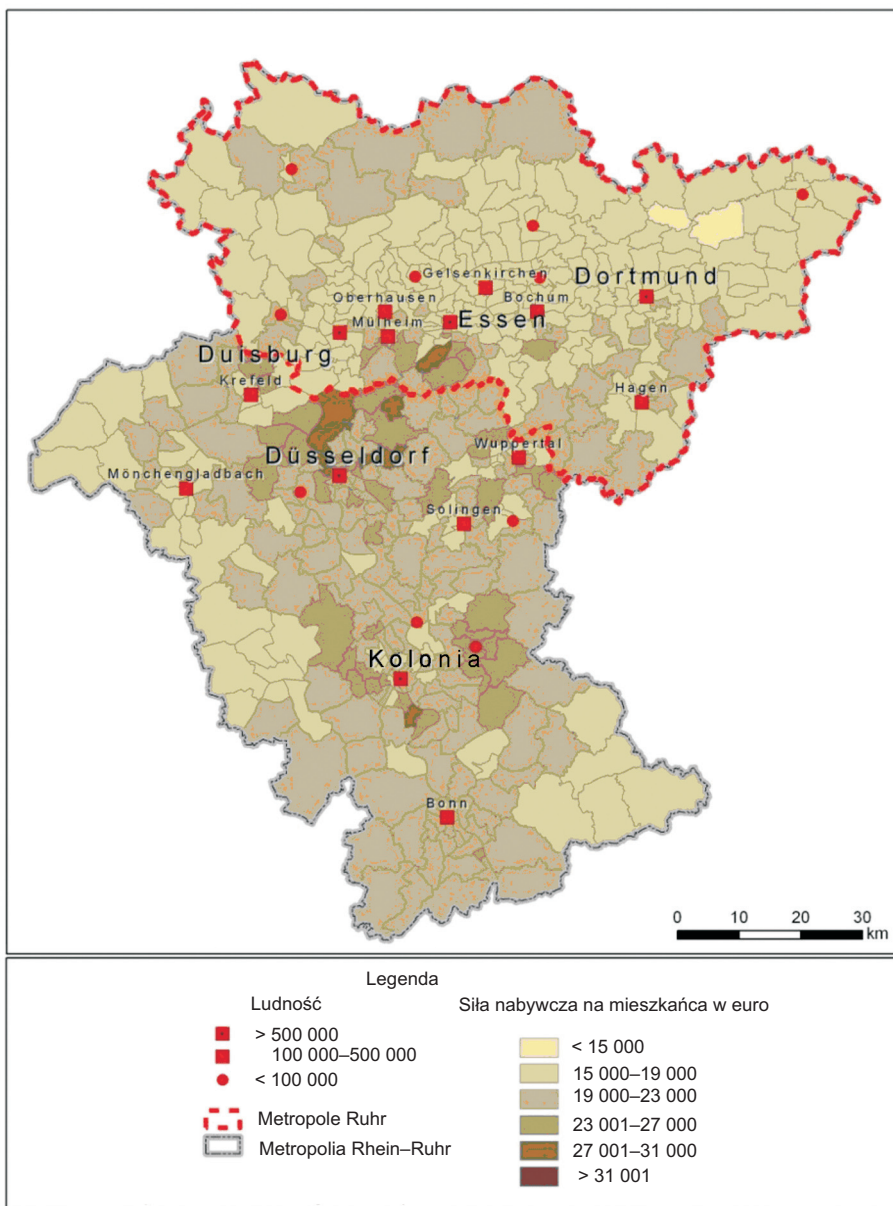 Gelsenkirchen
Dortmund
Oberhausen
Bochum
Mülheim
Essen
Duisburg
Krefeld
Hagen
Wuppertal
Düsseldorf
Mönchengladbach
Solingen
Kolonia
Bonn
0 10 20 30
km
Legenda
Ludność
> 500 000
100 000–500 000
< 100 000
Metropole Ruhr
Metropolia Rhein–Ruhr
Siła nabywcza na mieszkańca w euro
< 15 000
15 000–19 000
19 000–23 000
23 001–27 000
27 001–31 000
> 31 001